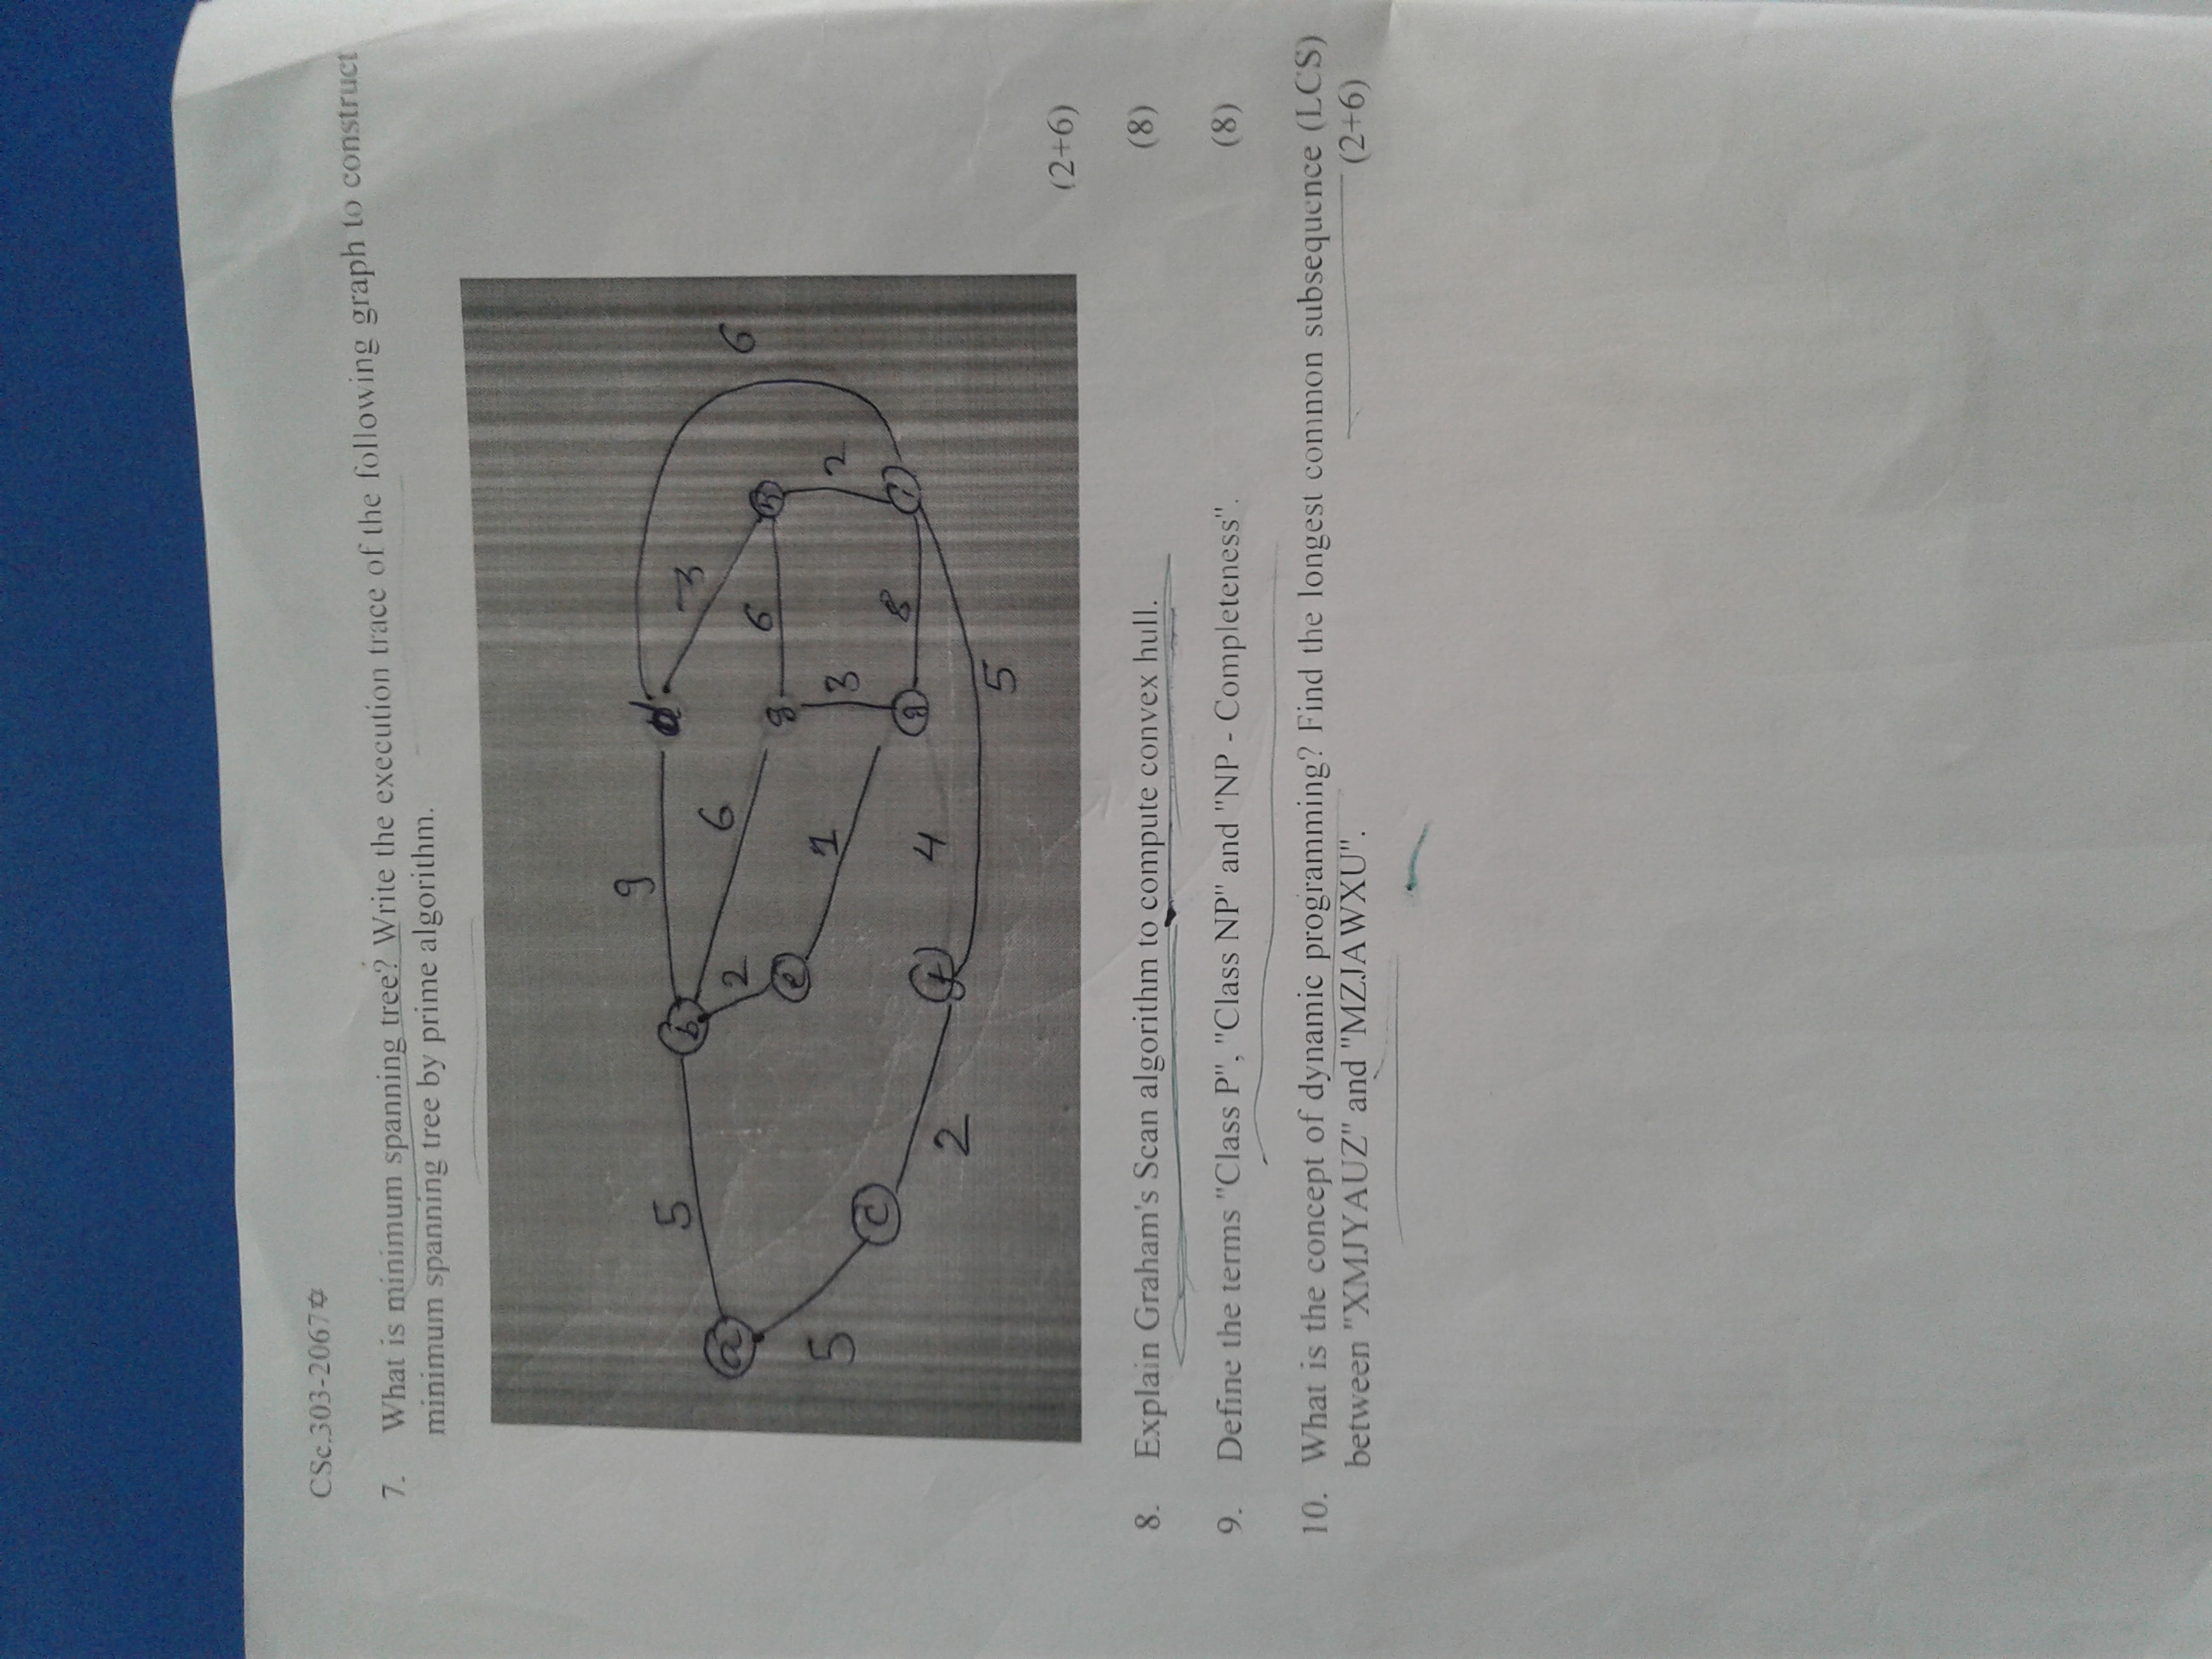 CSc.303-2067✡
7. What is minimum spanning tree? Write the execution trace of the following graph to construct
minimum spanning tree by prime algorithm.
9
d
5
b
3
a
6
2
6
6
h
g
e
1
5
3
2
c
8
4
f
2
5
(2+6)
8. Explain Graham's Scan algorithm to compute convex hull. (8)
9. Define the terms "Class P", "Class NP" and "NP - Completeness". (8)
10. What is the concept of dynamic programming? Find the longest common subsequence (LCS)
between "XMJYAUZ" and "MZJAWXU". (2+6)